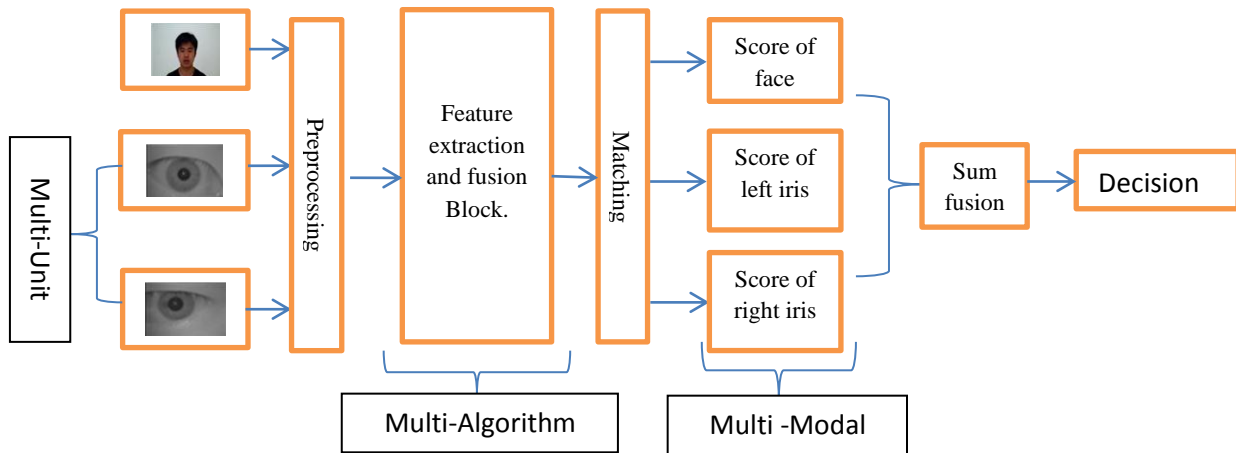 Multi-Unit
Preprocessing
Feature
extraction
and fusion
Block.
Matching
Score of
face
Score of
left iris
Score of
right iris
Sum
fusion
Decision
Multi-Algorithm
Multi -Modal